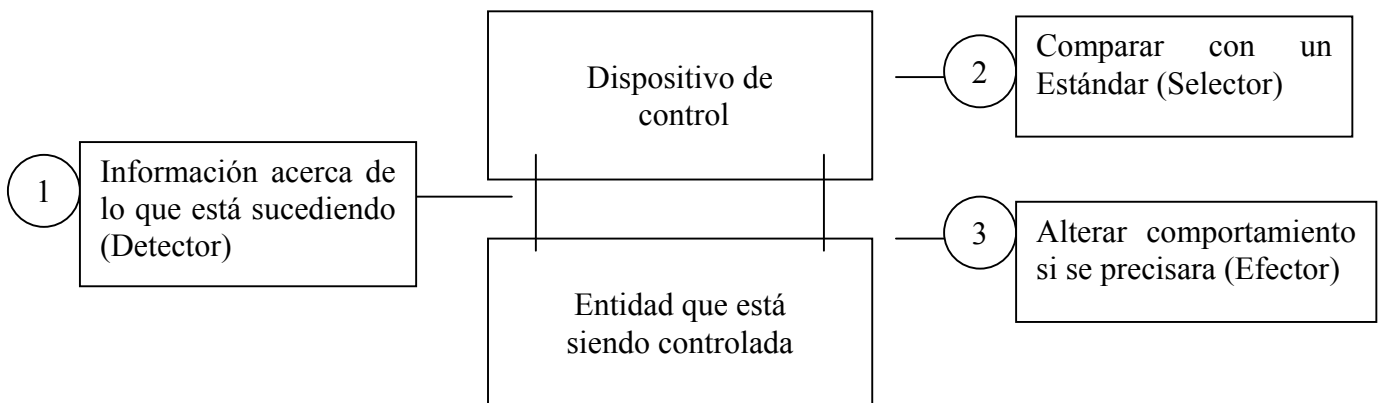 1
Información acerca de
lo que está sucediendo
(Detector)
Dispositivo de
control
2
Comparar con un
Estándar (Selector)
3
Alterar comportamiento
si se precisara (Efector)
Entidad que está
siendo controlada